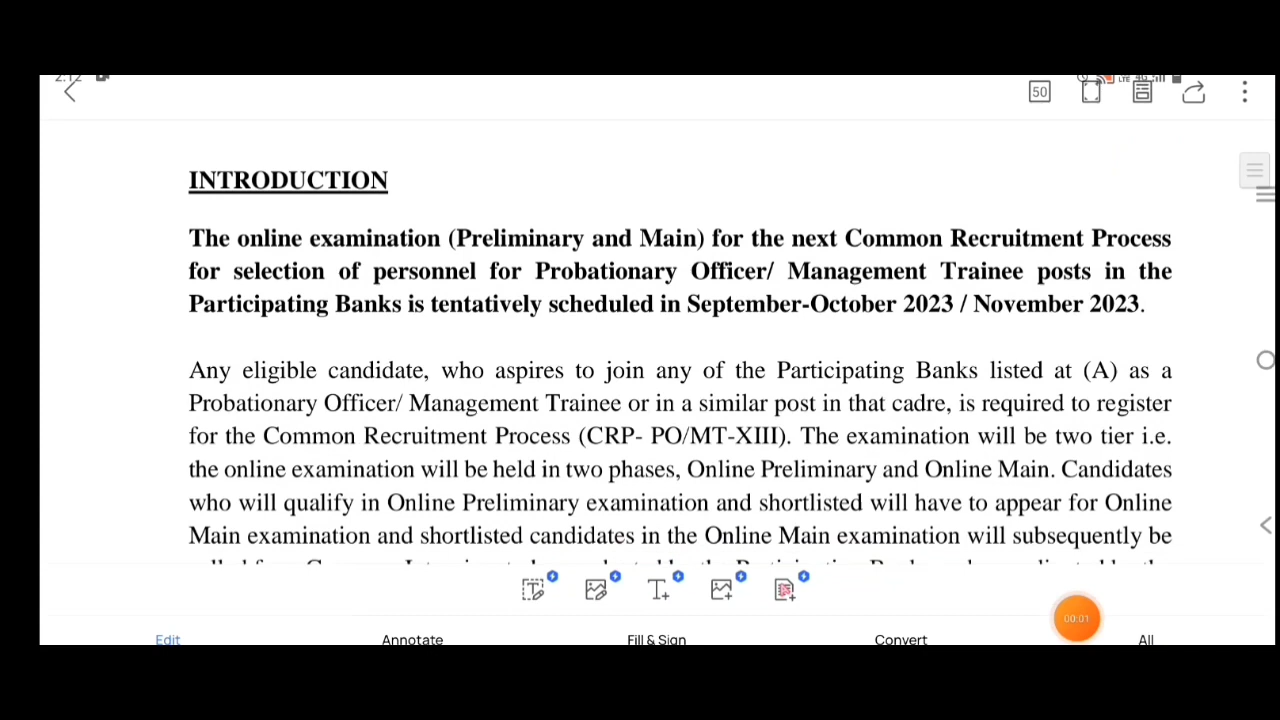 2:12
LTE 4G
50
INTRODUCTION
The online examination (Preliminary and Main) for the next Common Recruitment Process
for selection of personnel for Probationary Officer/ Management Trainee posts in the
Participating Banks is tentatively scheduled in September-October 2023 / November 2023.
Any eligible candidate, who aspires to join any of the Participating Banks listed at (A) as a
Probationary Officer/ Management Trainee or in a similar post in that cadre, is required to register
for the Common Recruitment Process (CRP- PO/MT-XIII). The examination will be two tier i.e.
the online examination will be held in two phases, Online Preliminary and Online Main. Candidates
who will qualify in Online Preliminary examination and shortlisted will have to appear for Online
Main examination and shortlisted candidates in the Online Main examination will subsequently be
00:01
Edit Annotate Fill & Sign Convert All